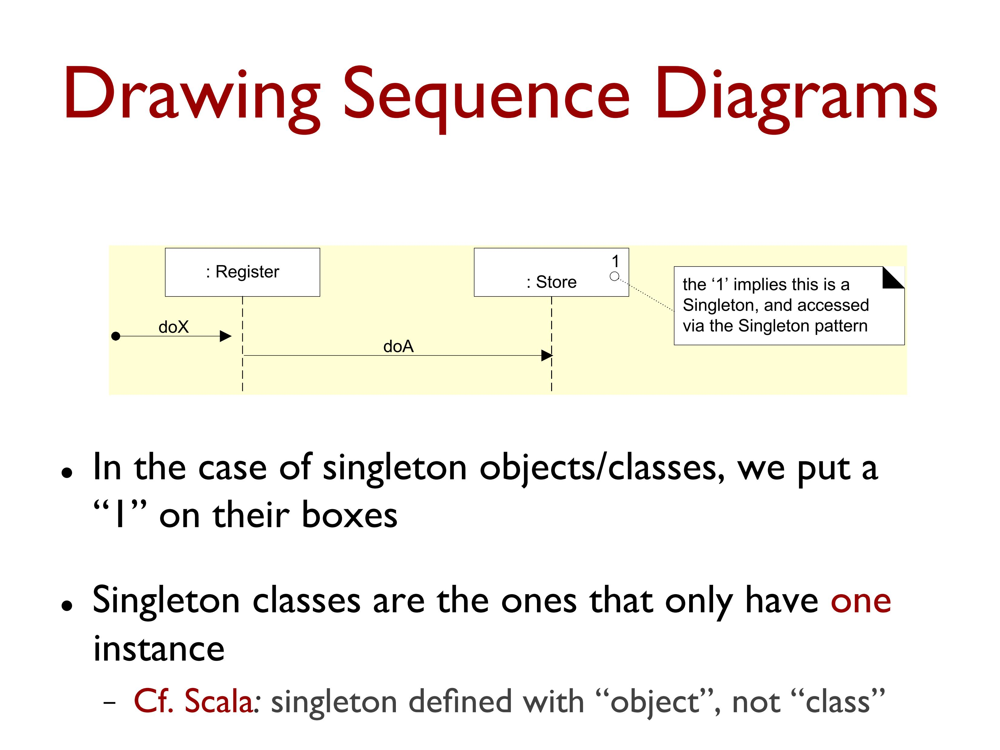 Drawing Sequence Diagrams
: Register
1
: Store
the ‘1’ implies this is a
Singleton, and accessed
via the Singleton pattern
doX
doA
• In the case of singleton objects/classes, we put a
“1” on their boxes
• Singleton classes are the ones that only have one
instance
– Cf. Scala: singleton defined with “object”, not “class”